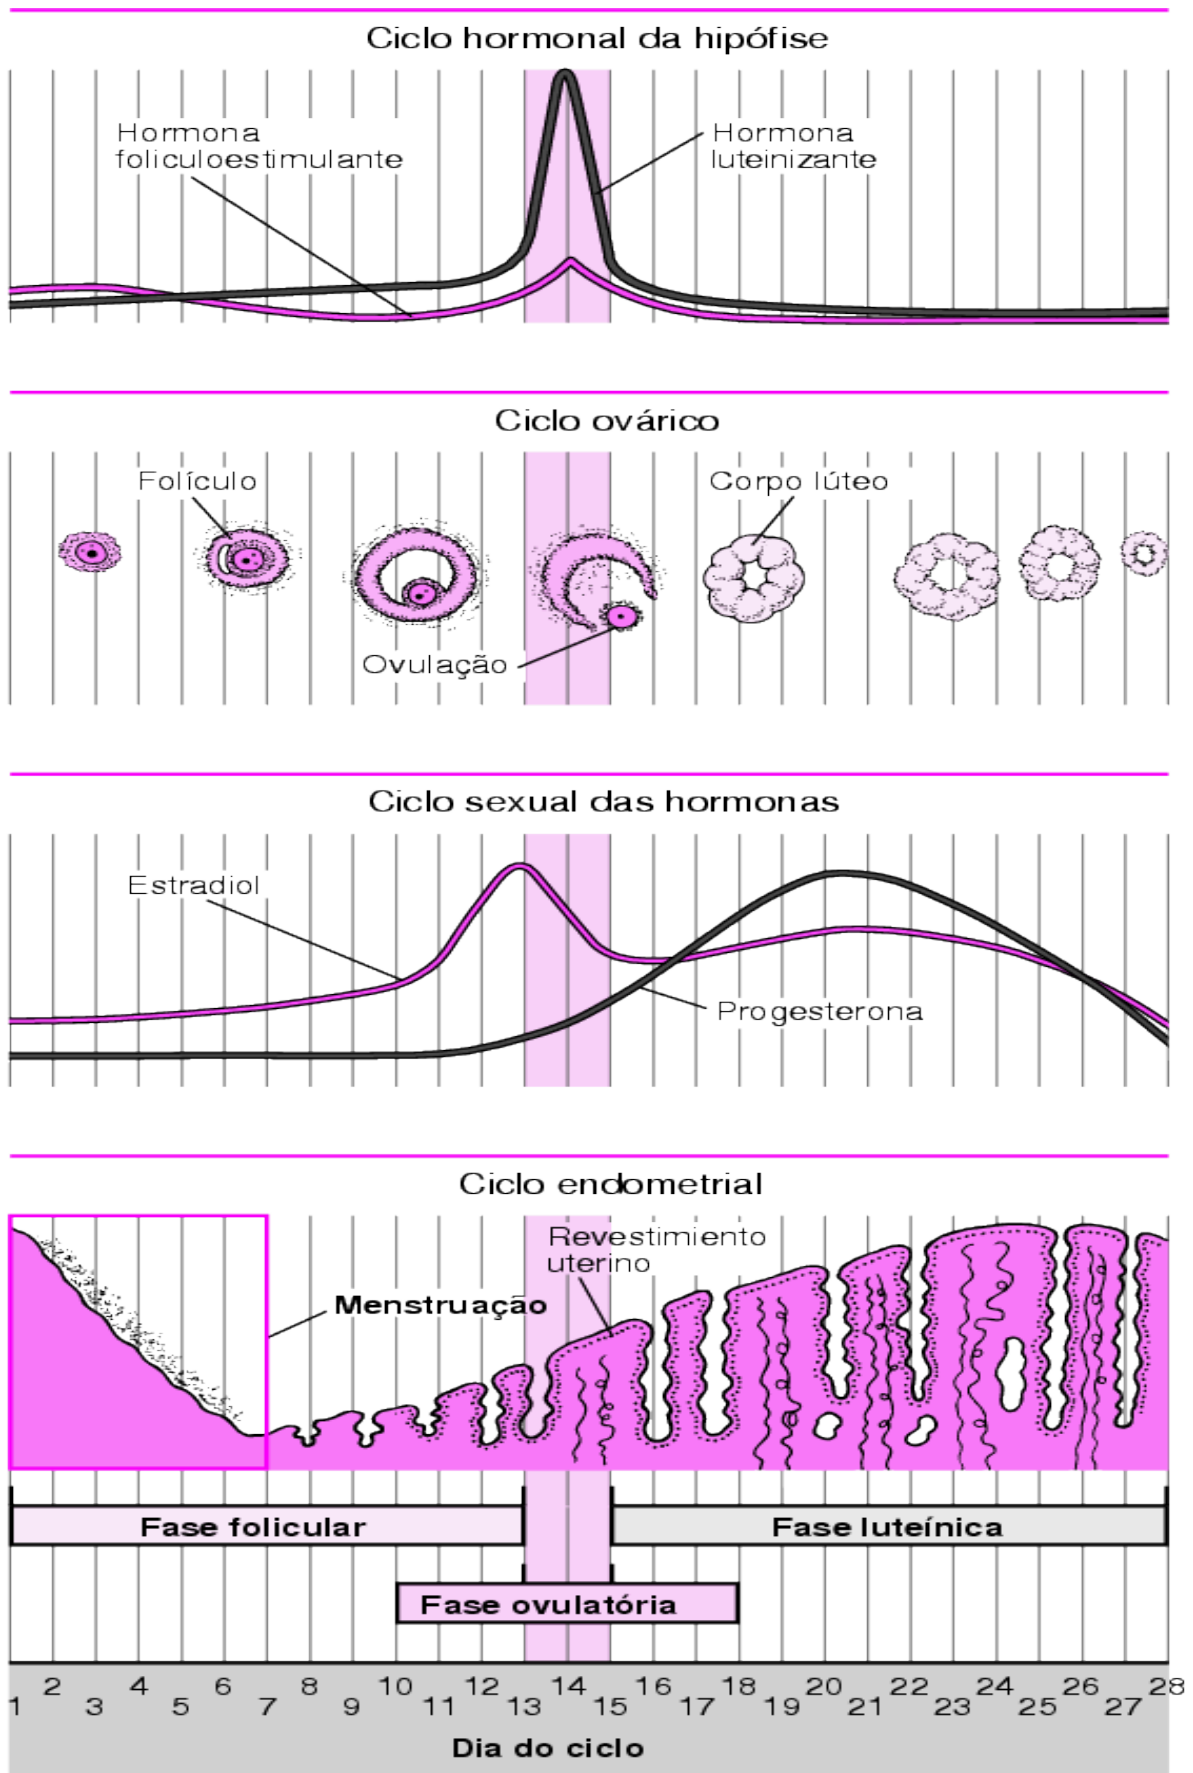 Ciclo hormonal da hipófise
Hormona
foliculoestimulante
Hormona
luteinizante
Ciclo ovárico
Folículo
Corpo lúteo
Ovulação
Ciclo sexual das hormonas
Estradiol
Progesterona
Ciclo endometrial
Revestimiento
uterino
Menstruação
Fase folicular
Fase luteínica
Fase ovulatória
1 2 3 4 5 6 7 8 9 10 11 12 13 14 15 16 17 18 19 20 21 22 23 24 25 26 27 28
Dia do ciclo